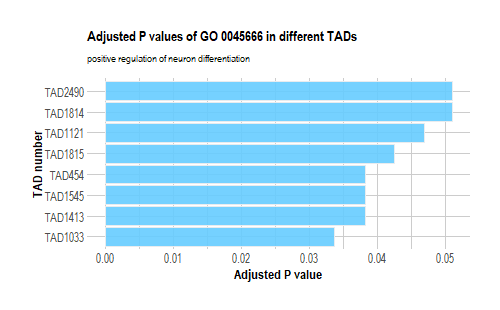 Adjusted P values of GO 0045666 in different TADs
positive regulation of neuron differentiation
TAD number
TAD2490
TAD1814
TAD1121
TAD1815
TAD454
TAD1545
TAD1413
TAD1033
0.00 0.01 0.02 0.03 0.04 0.05
Adjusted P value